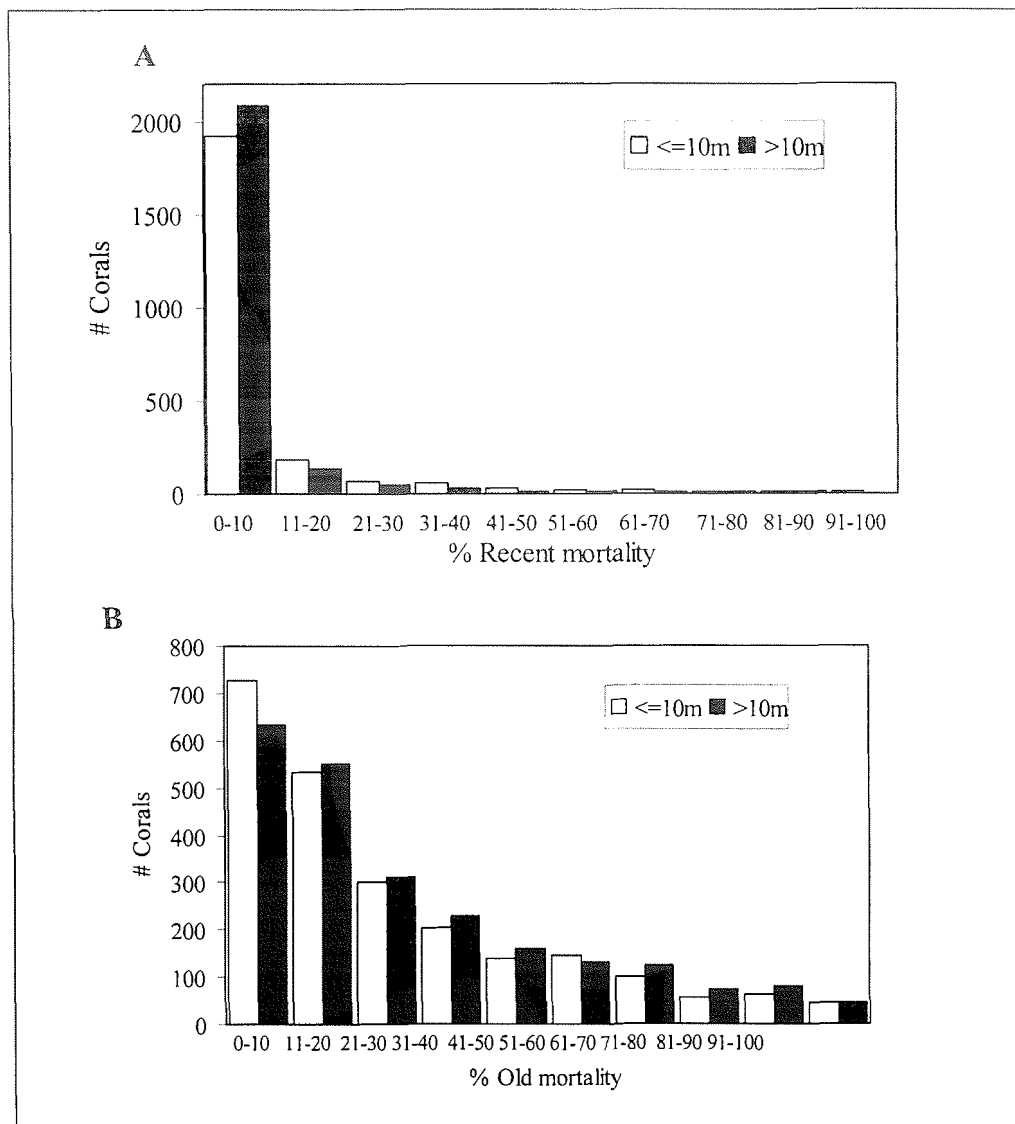 A
2000
1500
1000
500
0
# Corals
<=10m >10m
0-10 11-20 21-30 31-40 41-50 51-60 61-70 71-80 81-90 91-100
% Recent mortality
B
800
700
600
500
400
300
200
100
0
# Corals
<=10m >10m
0-10 11-20 21-30 31-40 41-50 51-60 61-70 71-80 81-90 91-100
% Old mortality